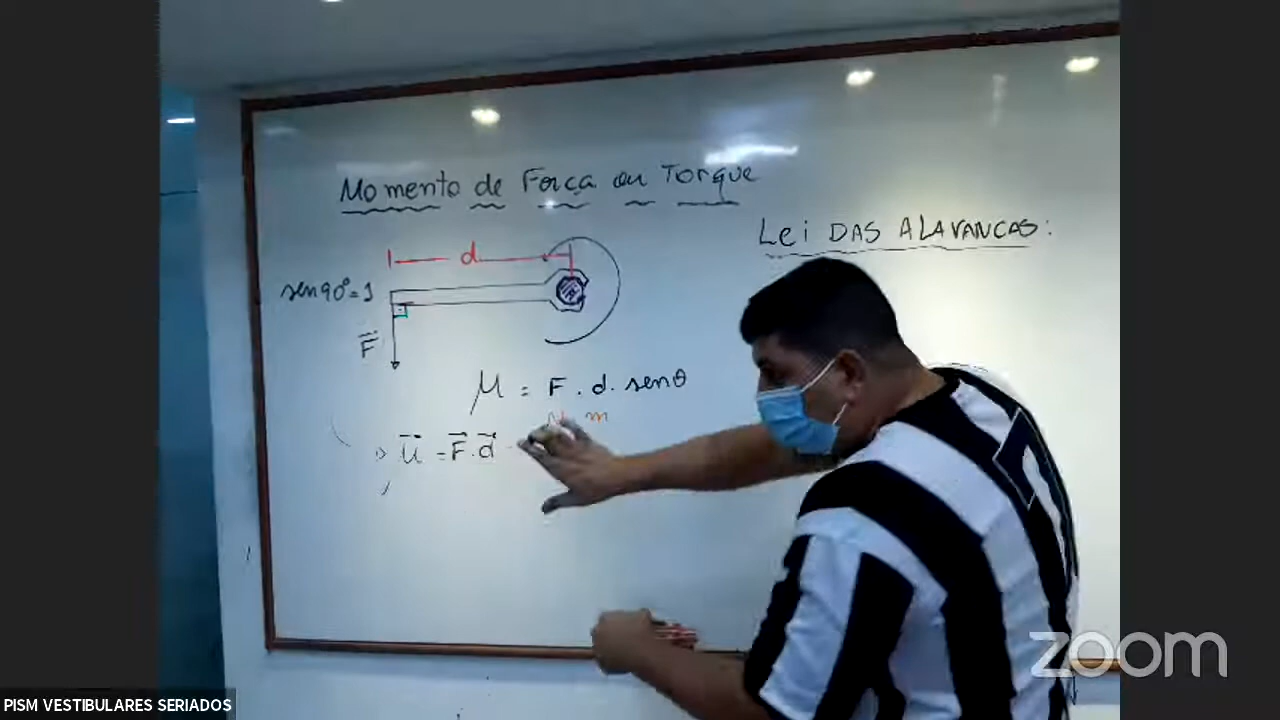 Momento de Força ou Torque
Lei DAS ALAVANCAS:
d
sen90°=1
F
M = F . d . senθ
N m
u = F . d
zoom
PISM VESTIBULARES SERIADOS